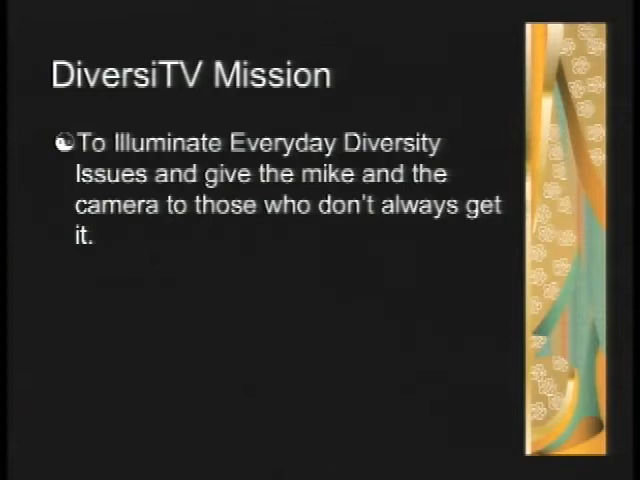 DiversiTV Mission
☯To Illuminate Everyday Diversity
Issues and give the mike and the
camera to those who don't always get
it.